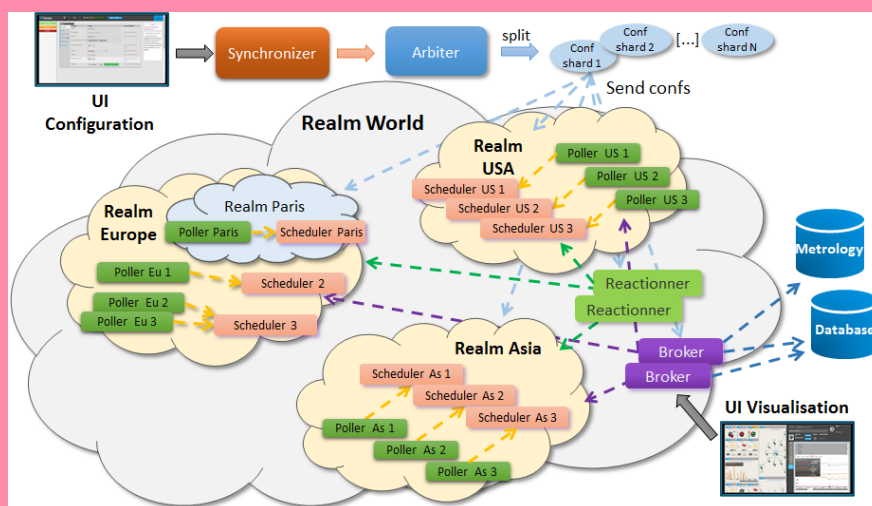 Synchronizer
Arbiter
split
Conf
shard 1
Conf
shard 2
[...]
Conf
shard N
UI
Configuration
Send confs
Realm World
Realm
USA
Poller US 1
Poller US 2
Poller US 3
Scheduler US 1
Scheduler US 2
Scheduler US 3
Realm Paris
Poller Paris
Scheduler Paris
Realm
Europe
Poller Eu 1
Poller Eu 2
Poller Eu 3
Scheduler 2
Scheduler 3
Metrology
Database
Reactionner
Reactionner
Broker
Broker
Realm Asia
Scheduler As 1
Scheduler As 2
Scheduler As 3
Poller As 1
Poller As 2
Poller As 3
UI Visualisation